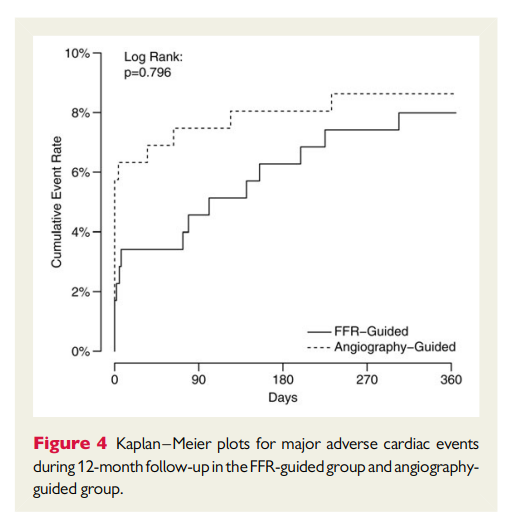 10%
Log Rank:
p=0.796
8%
6%
4%
2%
0%
Cumulative Event Rate
FFR-Guided
Angiography-Guided
0 90 180 270 360
Days
Figure 4 Kaplan–Meier plots for major adverse cardiac events
during 12-month follow-up in the FFR-guided group and angiography-
guided group.